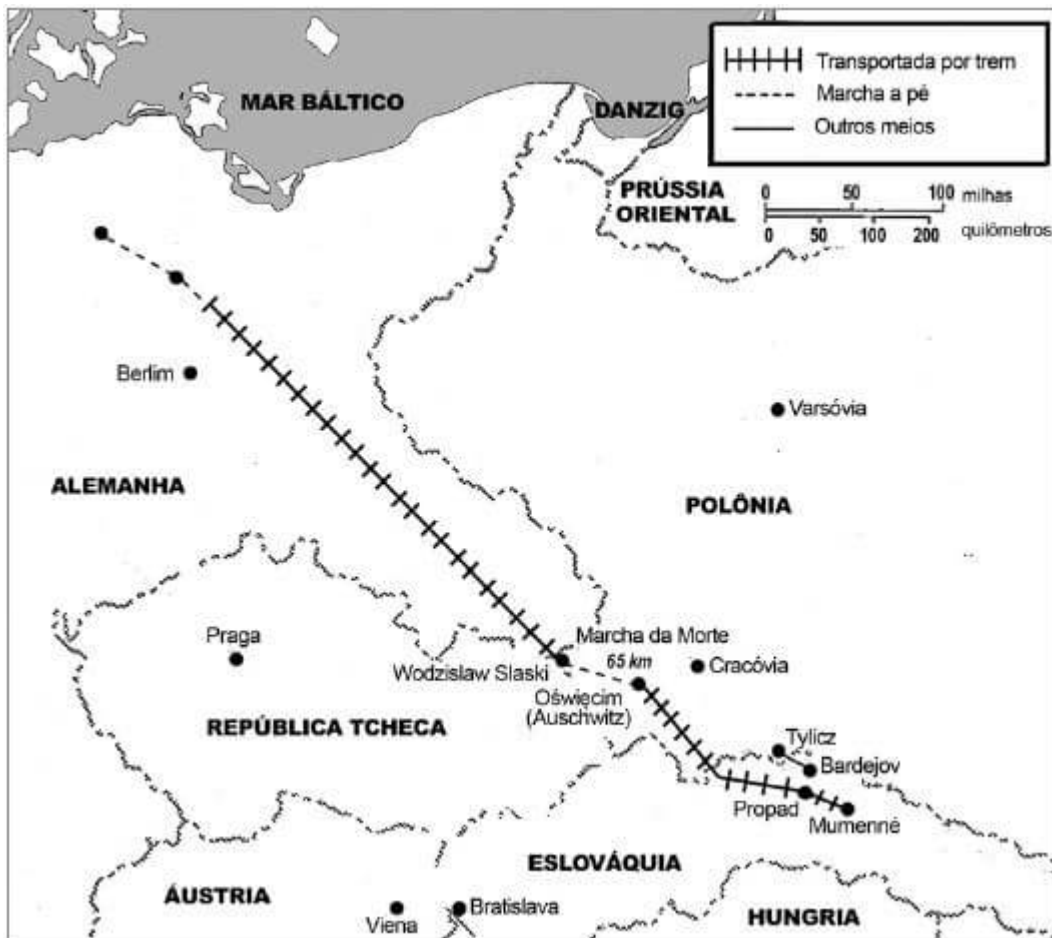 Transportada por trem
Marcha a pé
Outros meios
MAR BÁLTICO
DANZIG
PRÚSSIA
ORIENTAL
0 50 100 milhas
0 50 100 200 quilômetros
Berlim
Varsóvia
ALEMANHA
POLÔNIA
Praga
Marcha da Morte
Wodzislaw Slaski
65 km
Cracóvia
Oświęcim
(Auschwitz)
REPÚBLICA TCHECA
Tylicz
Bardejov
Propad
Mumenné
ESLOVÁQUIA
ÁUSTRIA
Viena
Bratislava
HUNGRIA